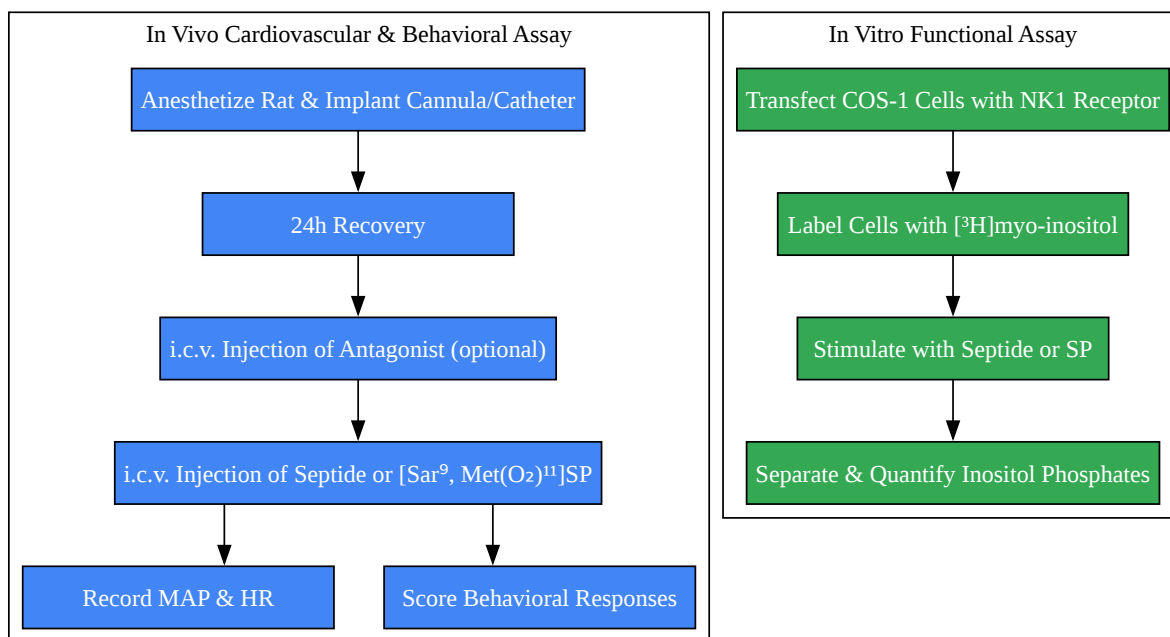 In Vivo Cardiovascular & Behavioral Assay
Anesthetize Rat & Implant Cannula/Catheter
24h Recovery
i.c.v. Injection of Antagonist (optional)
i.c.v. Injection of Septide or [Sar⁹, Met(O₂)¹¹]SP
Record MAP & HR
Score Behavioral Responses
In Vitro Functional Assay
Transfect COS-1 Cells with NK1 Receptor
Label Cells with [³H]myo-inositol
Stimulate with Septide or SP
Separate & Quantify Inositol Phosphates